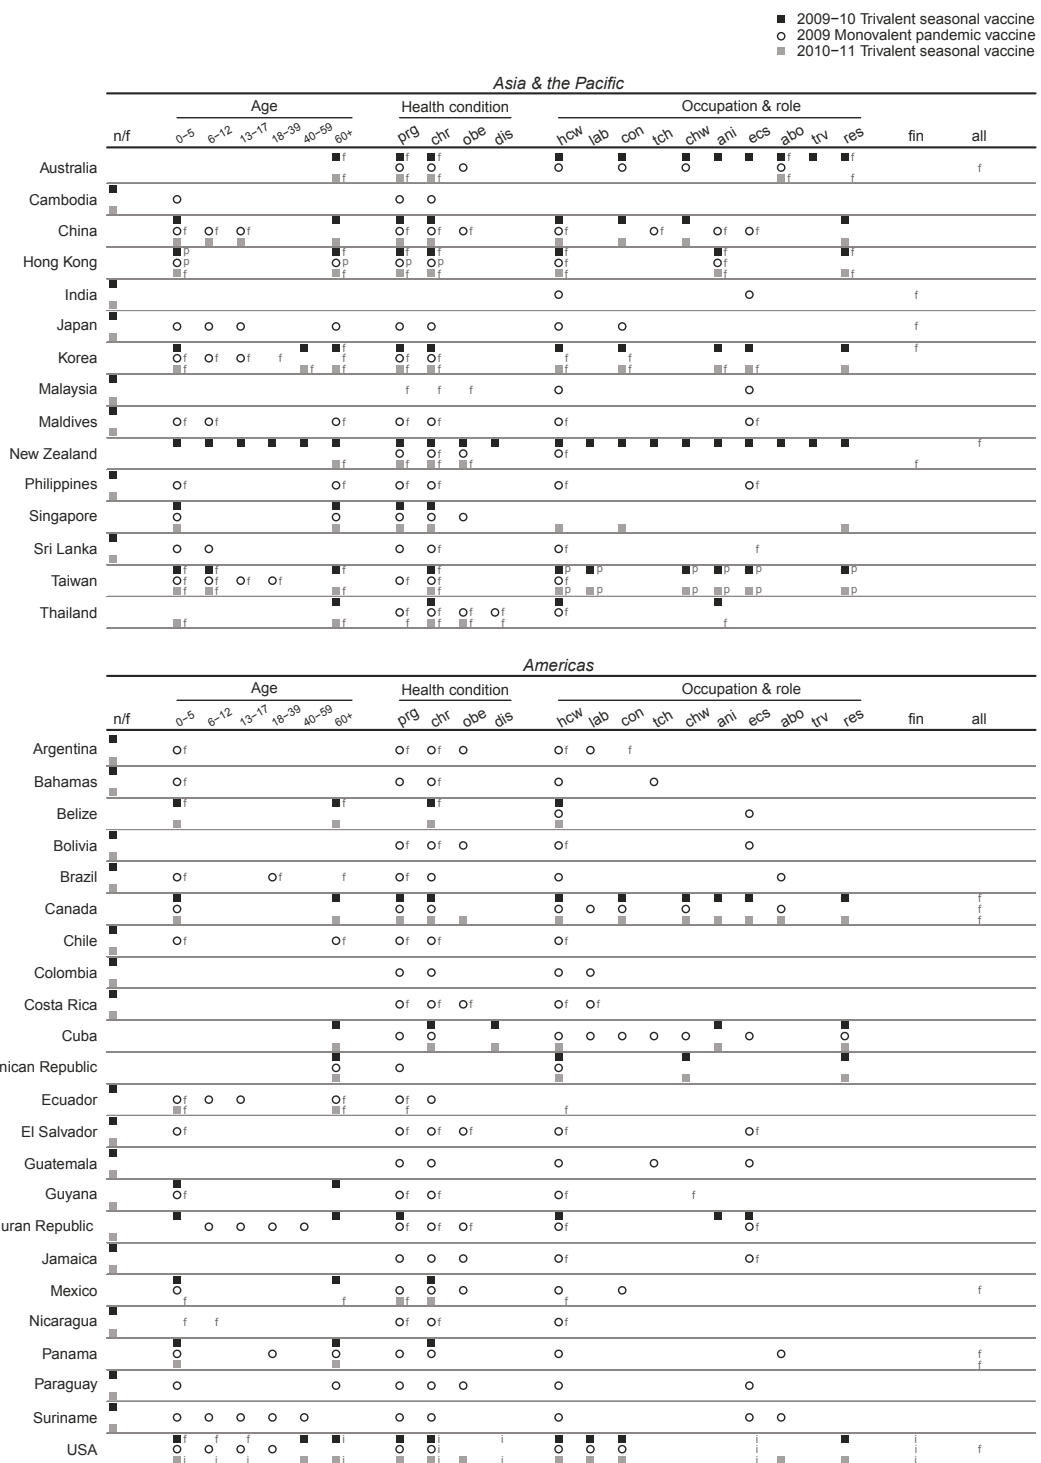 2009−10 Trivalent seasonal vaccine
2009 Monovalent pandemic vaccine
2010−11 Trivalent seasonal vaccine
Asia & the Pacific
Age Health condition Occupation & role
n/f 0−5 6−12 13−17 18−39 40−59 60+ prg chr obe dis hcw lab con tch chw ani ecs abo trv res fin all
f f f f f
Australia f
f f f f f
Cambodia
China f f f f f f f f f f
p f f f f f f
Hong Kong p p p p f f
f f f f f f f
India f
Japan f
f f
Korea f f f f f f f f f
f f f f f f f f f
Malaysia f f f
Maldives f f f f f f f
f
New Zealand f f
f f f f f
Philippines f f f f f f
Singapore
Sri Lanka f f f
f f f f p p p p p p
Taiwan f f f f f f f
f f f f p p p p p p
Thailand f f f f f
f f f f f f f
Americas
Age Health condition Occupation & role
n/f 0−5 6−12 13−17 18−39 40−59 60+ prg chr obe dis hcw lab con tch chw ani ecs abo trv res fin all
Argentina f f f f f
Bahamas f f
f f f
Belize
Bolivia f f f
Brazil f f f f f
f
Canada f
f
Chile f f f f f
Colombia
Costa Rica f f f f f
Cuba
nican Republic
Ecuador f f f
f f f f
El Salvador f f f f f f
Guatemala
Guyana f f f f f
uran Republic f f f f f
Jamaica f f
Mexico f
f f f f
Nicaragua f f f f f
Panama f
f
Paraguay
Suriname
f f f i i i i i
USA i i i f
i i i i i i i i